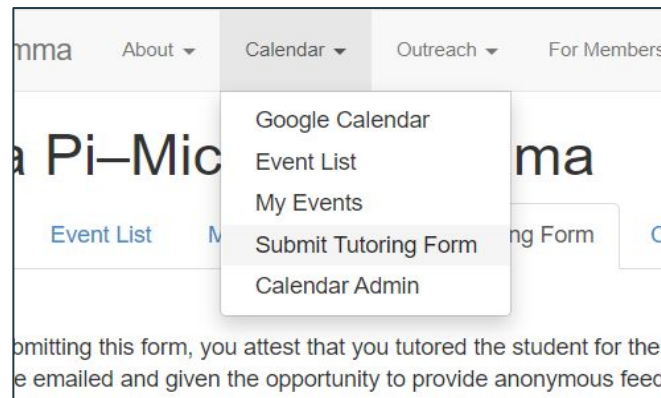 mma About Calendar Outreach For Members
Google Calendar
a Pi–Mic ma
Event List
My Events
Event List M ng Form C
Submit Tutoring Form
Calendar Admin
bmitting this form, you attest that you tutored the student for the
e emailed and given the opportunity to provide anonymous feed